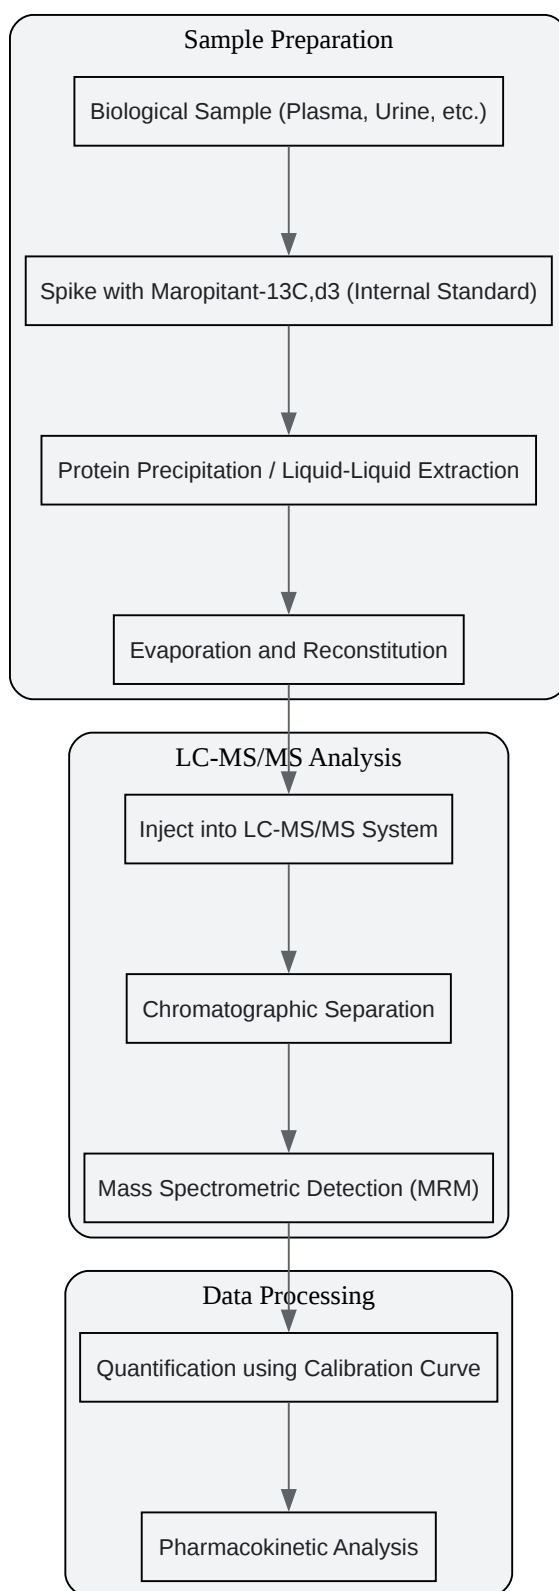 Sample Preparation
Biological Sample (Plasma, Urine, etc.)
Spike with Maropitant-13C,d3 (Internal Standard)
Protein Precipitation / Liquid-Liquid Extraction
Evaporation and Reconstitution
LC-MS/MS Analysis
Inject into LC-MS/MS System
Chromatographic Separation
Mass Spectrometric Detection (MRM)
Data Processing
Quantification using Calibration Curve
Pharmacokinetic Analysis